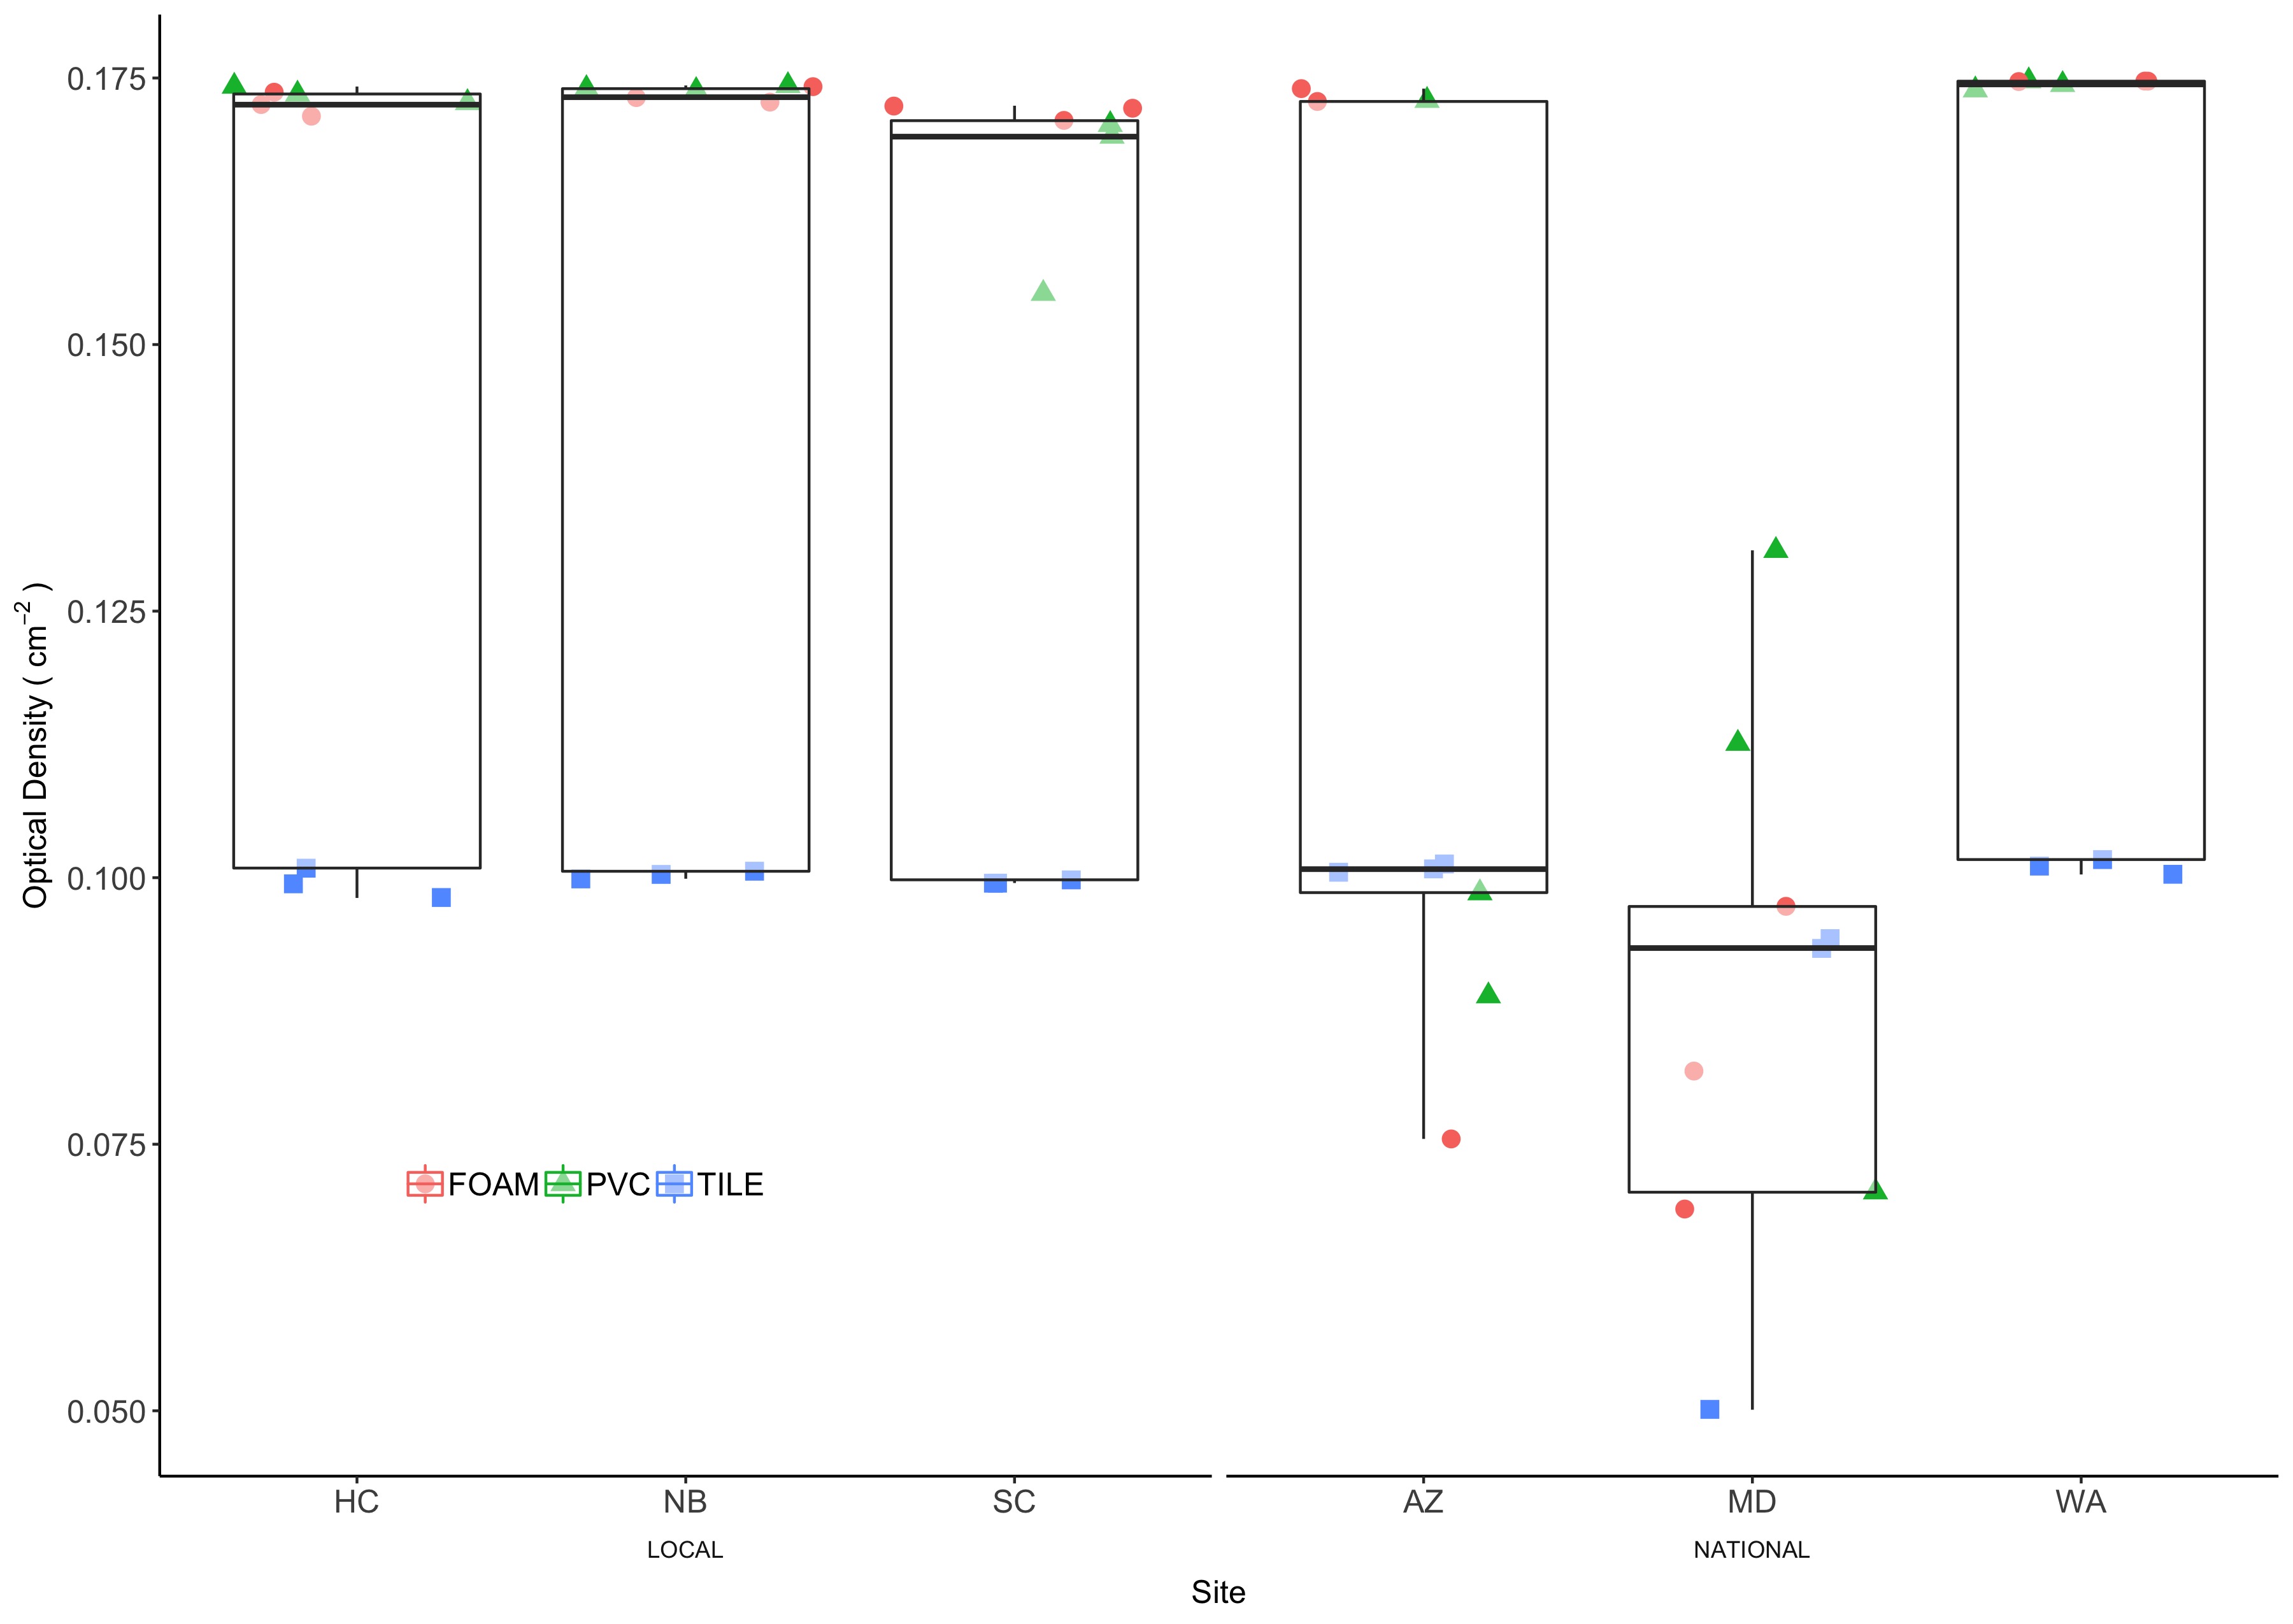 0.175
0.150
0.125
0.100
0.075
0.050
Optical Density ( cm⁻² )
FOAM PVC TILE
HC NB SC AZ MD WA
LOCAL NATIONAL
Site